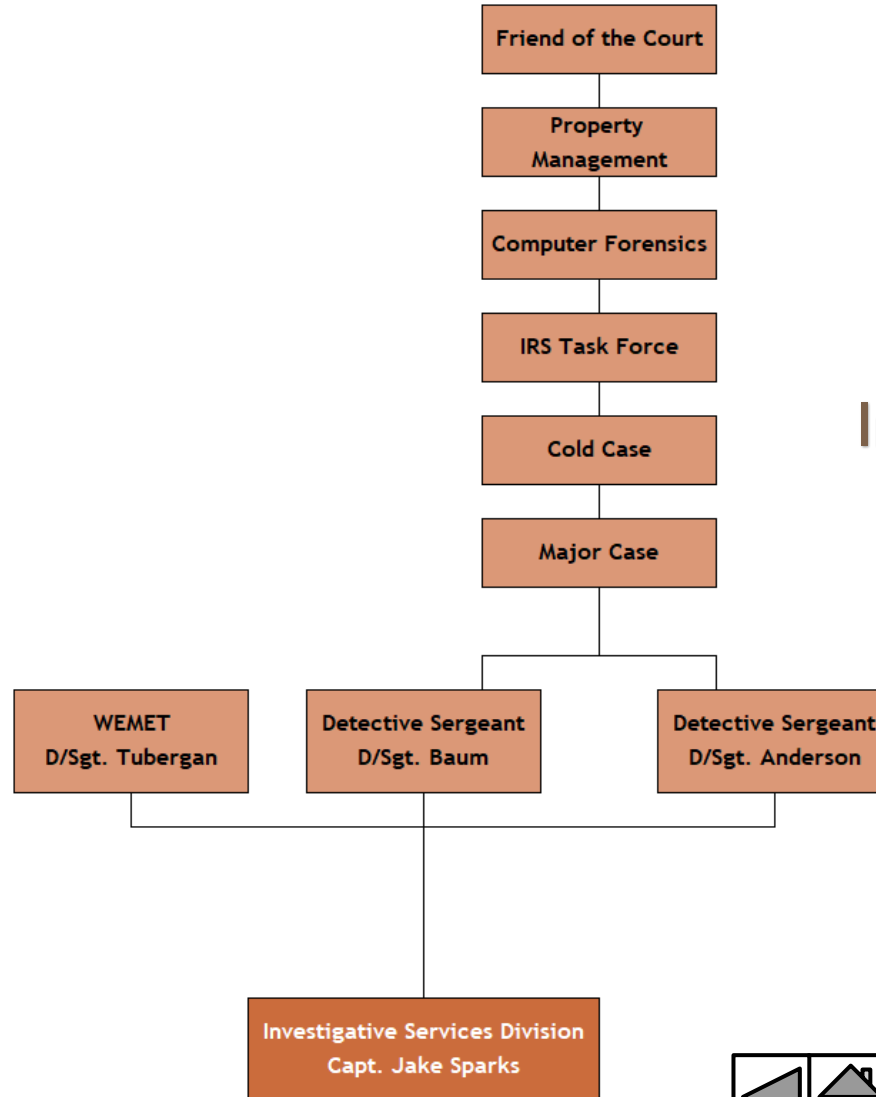 Friend of the Court
Property
Management
Computer Forensics
IRS Task Force
Cold Case
Major Case
WEMET
D/Sgt. Tubergan
Detective Sergeant
D/Sgt. Baum
Detective Sergeant
D/Sgt. Anderson
Investigative Services Division
Capt. Jake Sparks